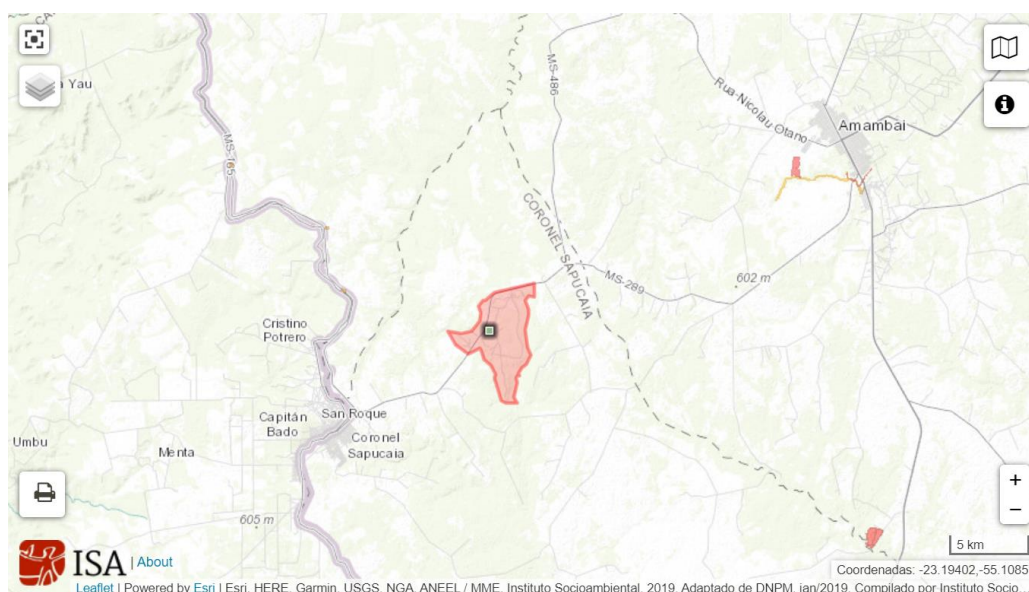 a Yau
MS-165
MS-486
Rua-Nicolau Otano
Amambai
CORONEL SAPUCAIA
MS-289
602 m
Cristino
Potrero
Capitán
Bado
San Roque
Coronel
Sapucaia
Umbu
Menta
605 m
+
−
5 km
ISA | About
Coordenadas: -23.19402,-55.1085
Leaflet | Powered by Esri | Esri, HERE, Garmin, USGS, NGA, ANEEL / MME, Instituto Socioambiental, 2019, Adaptado de DNPM, jan/2019, Compilado por Instituto Socio...